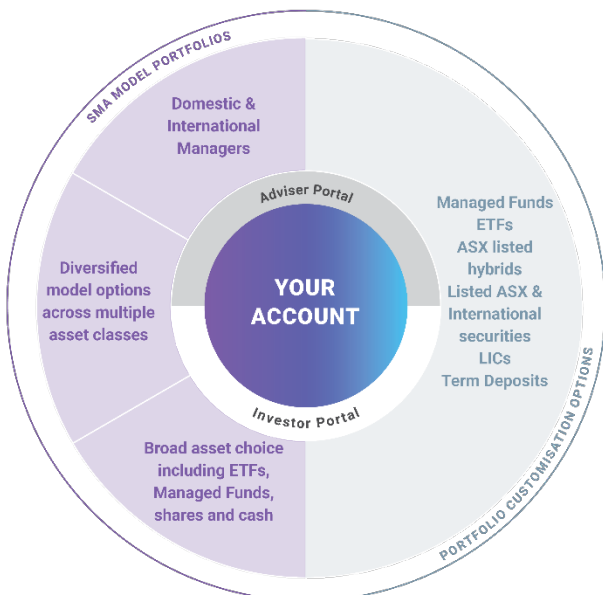 SMA MODEL PORTFOLIOS
Domestic &
International
Managers
Diversified
model options
across multiple
asset classes
Broad asset choice
including ETFs,
Managed Funds,
shares and cash
Adviser Portal
YOUR
ACCOUNT
Investor Portal
Managed Funds
ETFs
ASX listed
hybrids
Listed ASX &
International
securities
LICs
Term Deposits
PORTFOLIO CUSTOMISATION OPTIONS